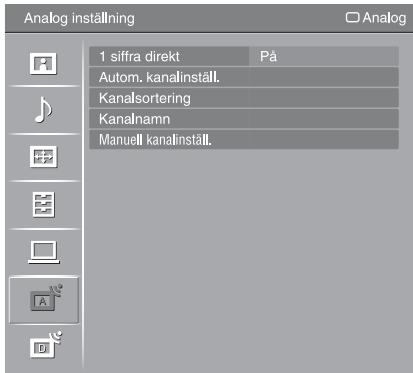 Analog inställning Analog
1 siffra direkt På
Autom. kanalinställ.
Kanalsortering
Kanalnamn
Manuell kanalinställ.
A
D